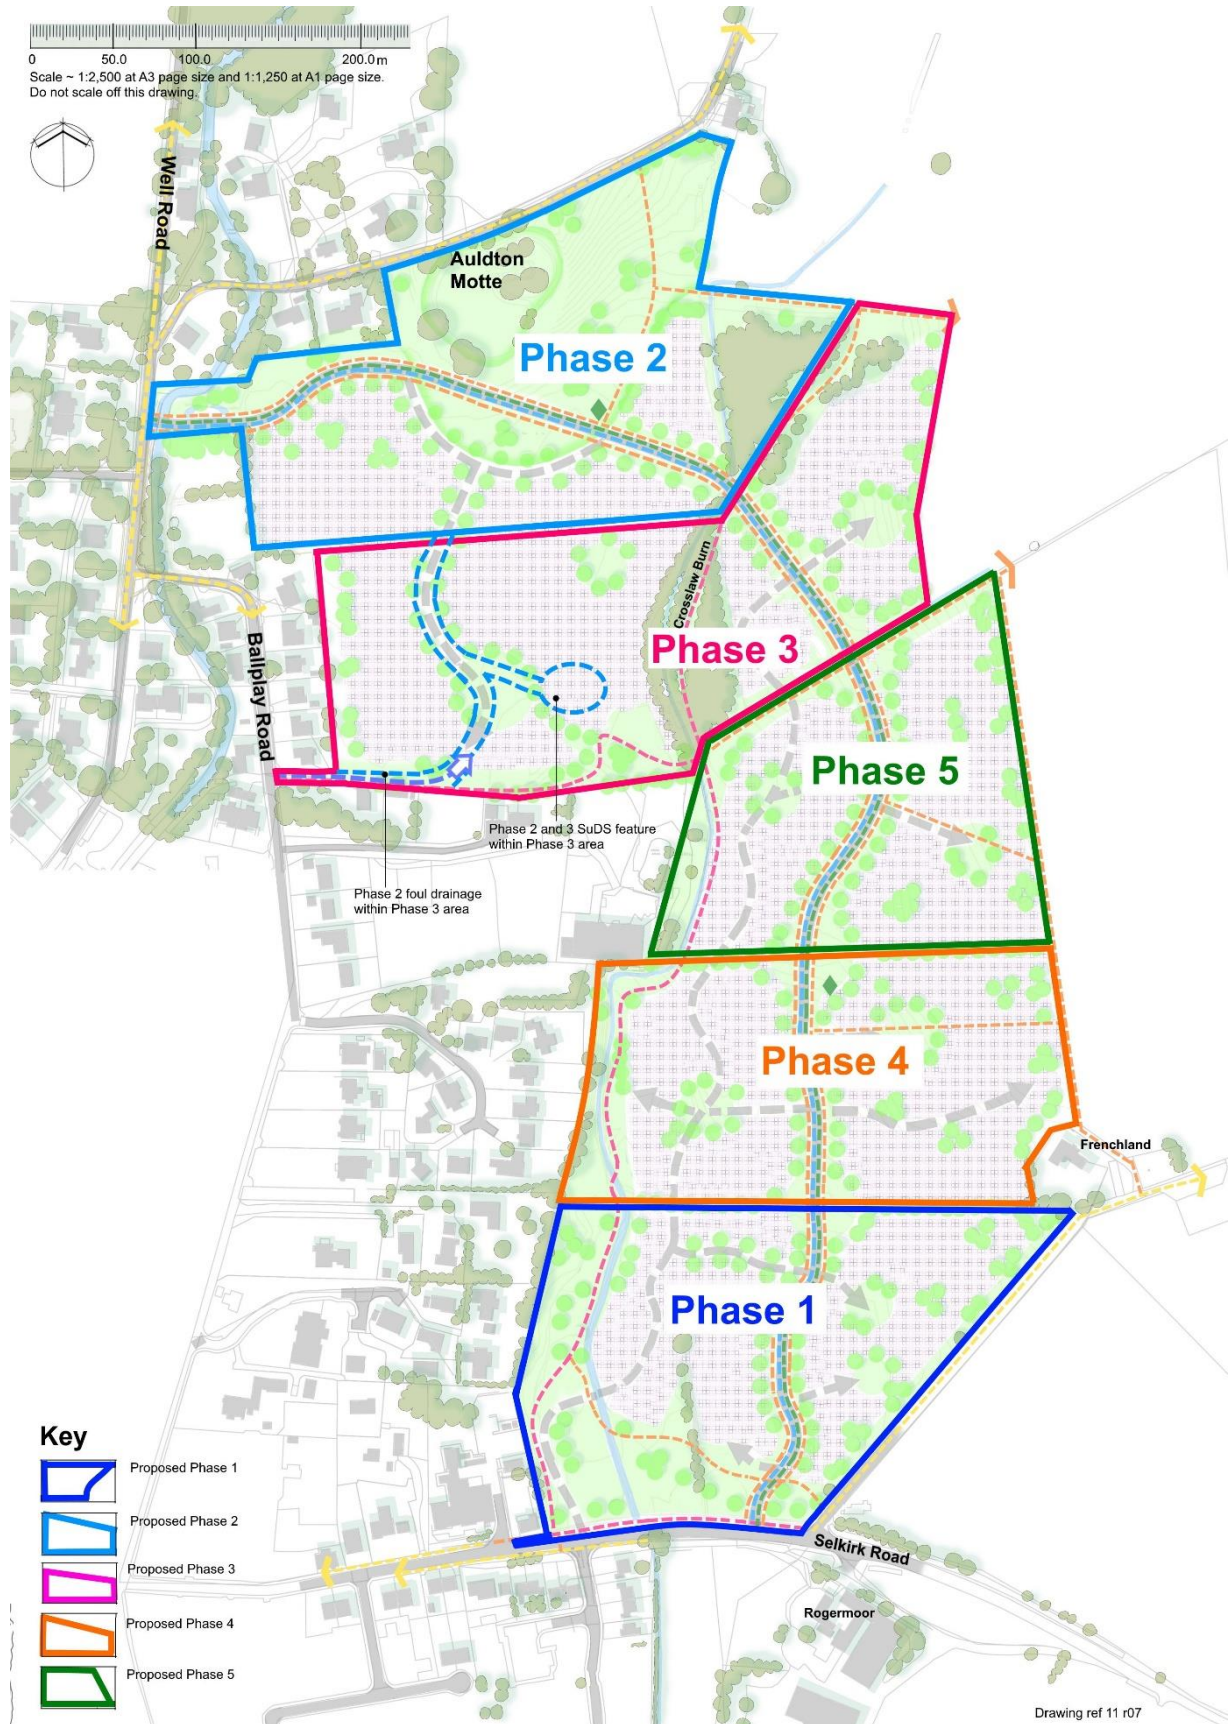 0 50.0 100.0 200.0 m
Scale ~ 1:2,500 at A3 page size and 1:1,250 at A1 page size.
Do not scale off this drawing.
Well Road
Auldton
Motte
Phase 2
Crosslaw Burn
Phase 3
Ballplay Road
Phase 5
Phase 2 and 3 SuDS feature
within Phase 3 area
Phase 2 foul drainage
within Phase 3 area
Phase 4
Frenchland
Phase 1
Key
Proposed Phase 1
Proposed Phase 2
Proposed Phase 3
Proposed Phase 4
Proposed Phase 5
Selkirk Road
Rogermoor
Drawing ref 11 r07